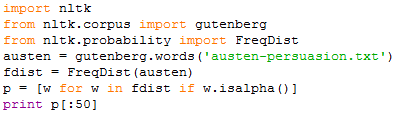 import nltk
from nltk.corpus import gutenberg
from nltk.probability import FreqDist
austen = gutenberg.words('austen-persuasion.txt')
fdist = FreqDist(austen)
p = [w for w in fdist if w.isalpha()]
print p[:50]